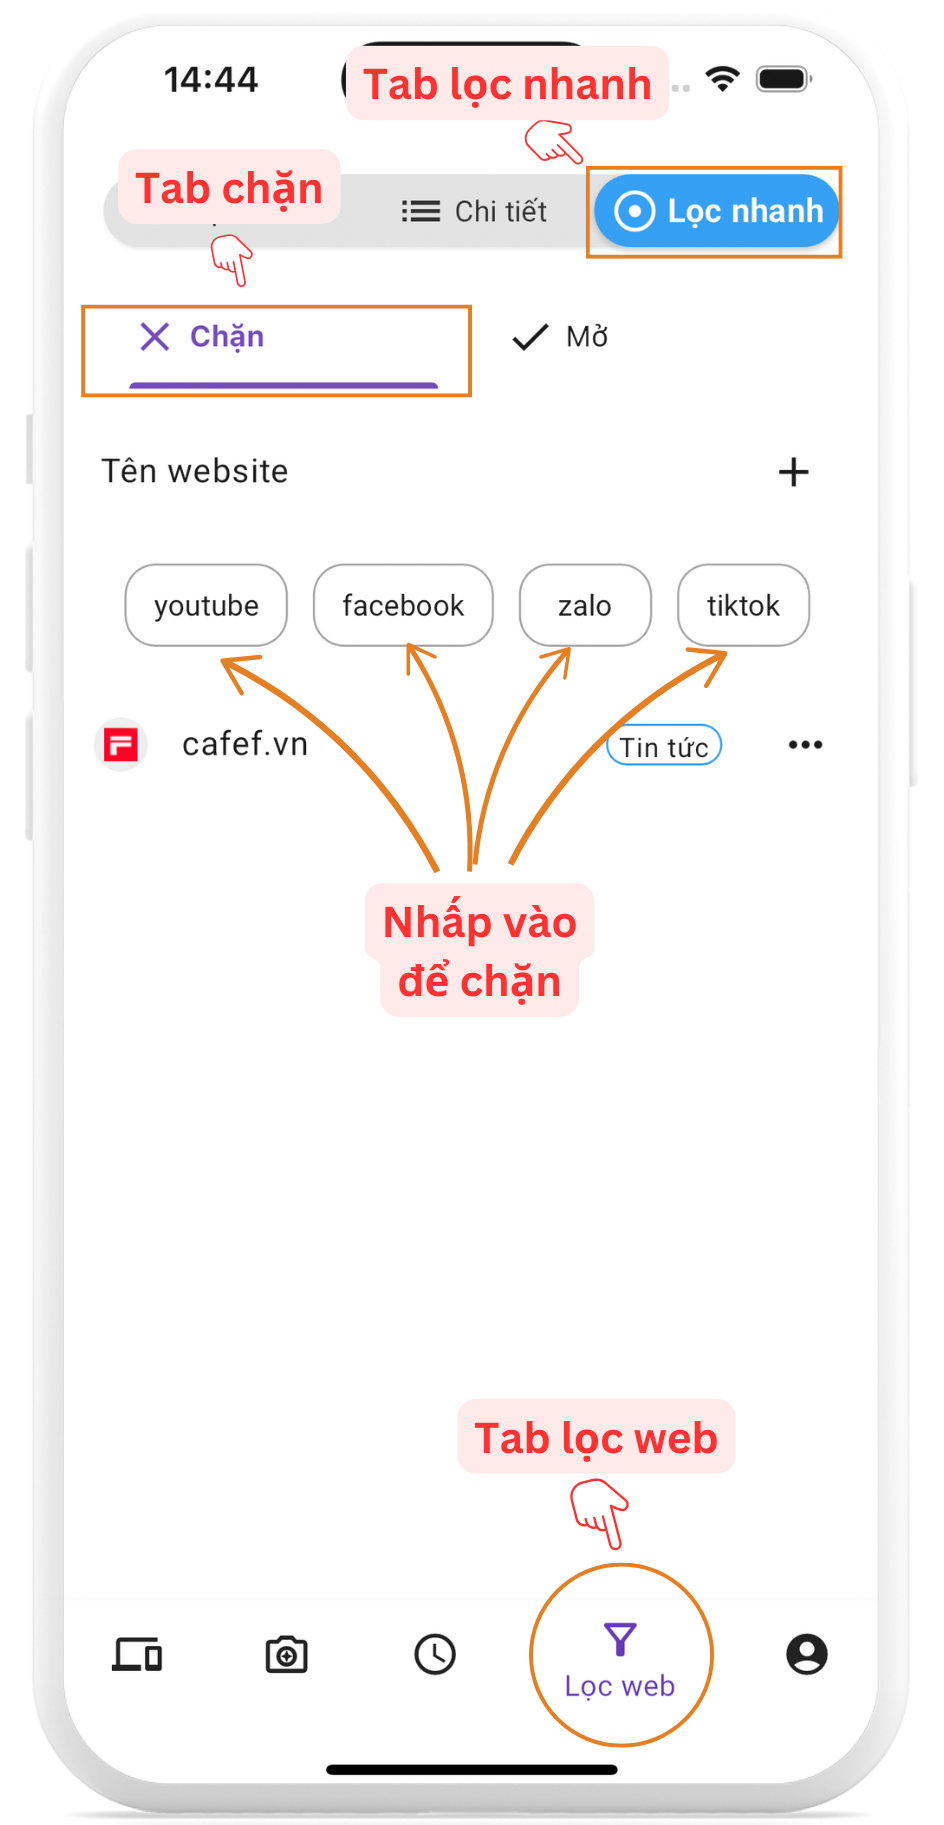 14:44
Tab lọc nhanh
Tab chặn
Chi tiết
Lọc nhanh
Chặn
Mở
Tên website
youtube
facebook
zalo
tiktok
cafef.vn
Tin tức
Nhấp vào
để chặn
Tab lọc web
Lọc web